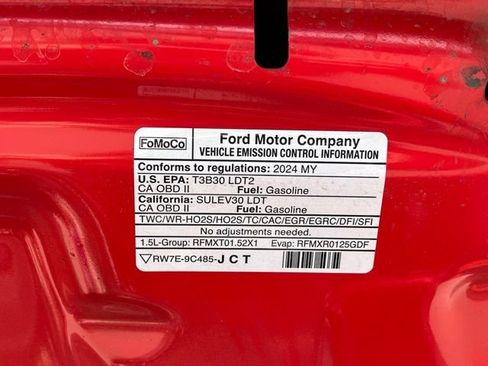 FoMoCo
Ford Motor Company
VEHICLE EMISSION CONTROL INFORMATION
Conforms to regulations: 2024 MY
U.S. EPA: T3B30 LDT2
CA OBD II Fuel: Gasoline
California: SULEV30 LDT
CA OBD II Fuel: Gasoline
TWC/WR-HO2S/HO2S/TC/CAC/EGR/EGRC/DFI/SFI
No adjustments needed.
1.5L-Group: RFMXT01.52X1 Evap: RFMXR0125GDF
RW7E-9C485-J C T